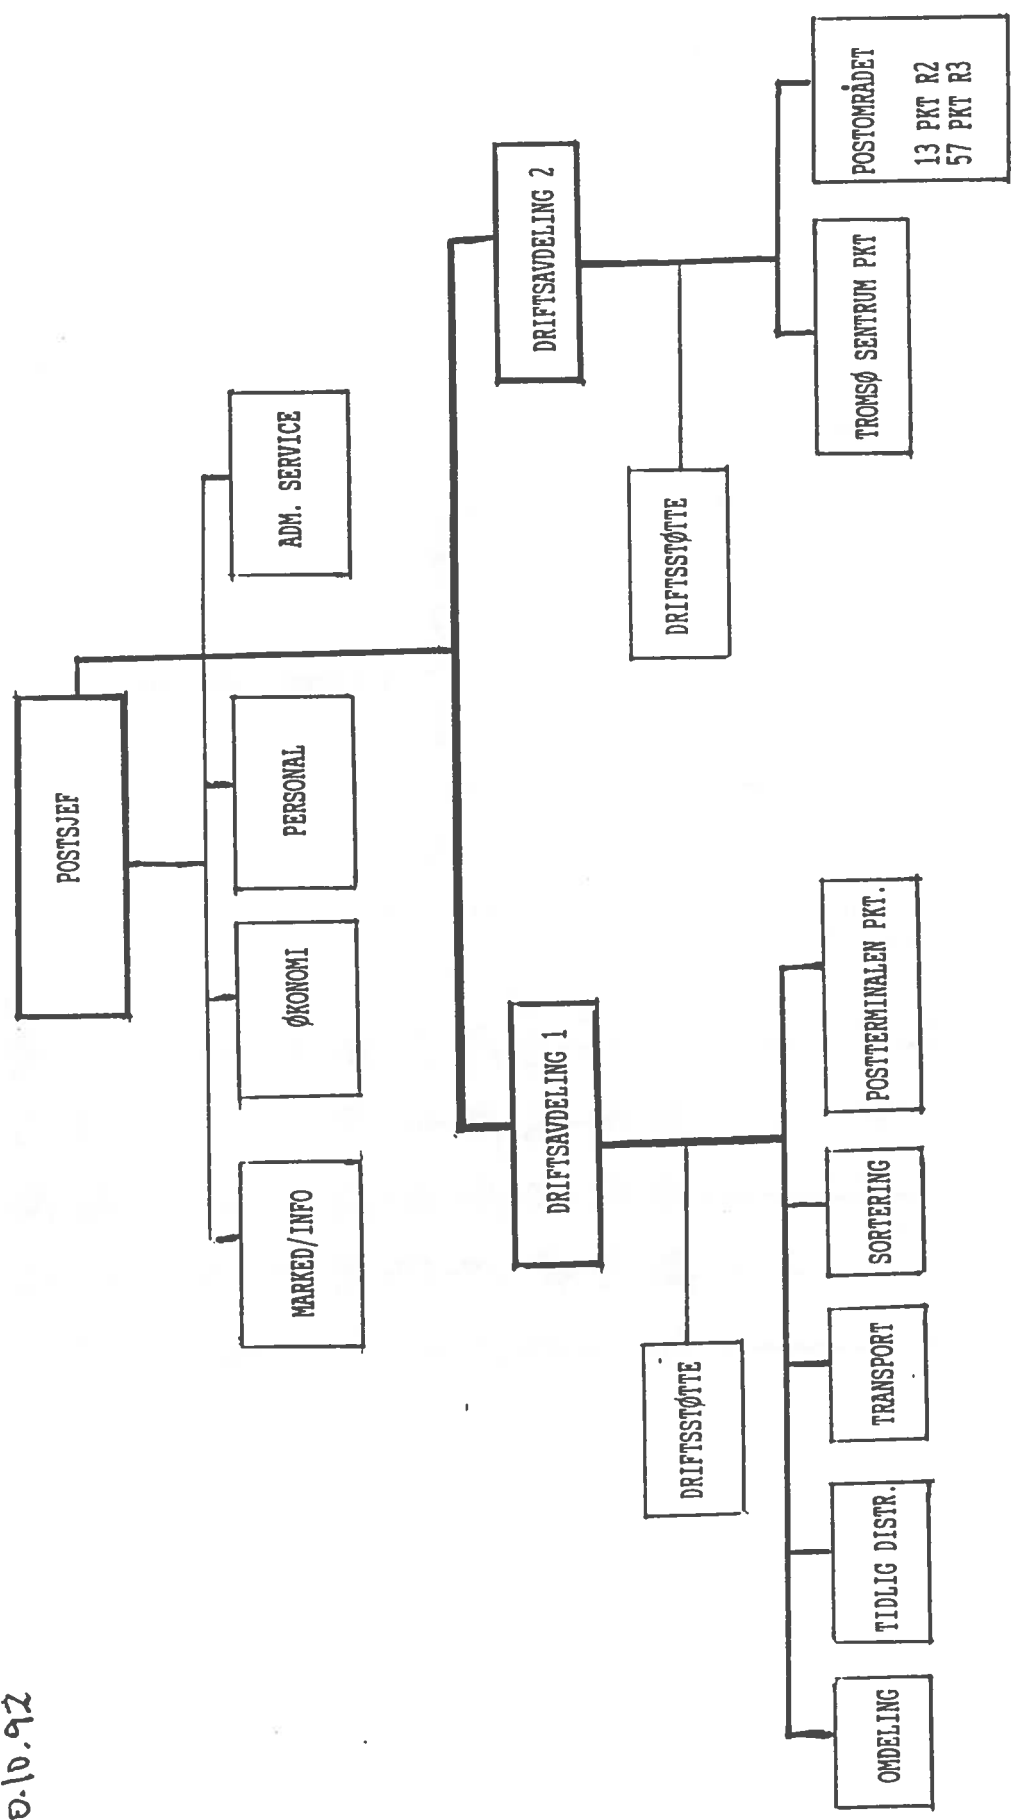 POSTSJEF
MARKED/INFO
ØKONOMI
PERSONAL
ADM. SERVICE
DRIFTSAVDELING 1
DRIFTSAVDELING 2
DRIFTSSTØTTE
DRIFTSSTØTTE
OMDELING
TIDLIG DISTR.
TRANSPORT
SORTERING
POSTTERMINALEN PKT.
TROMSØ SENTRUM PKT
POSTOMRÅDET
13 PKT R2
57 PKT R3
.10.92